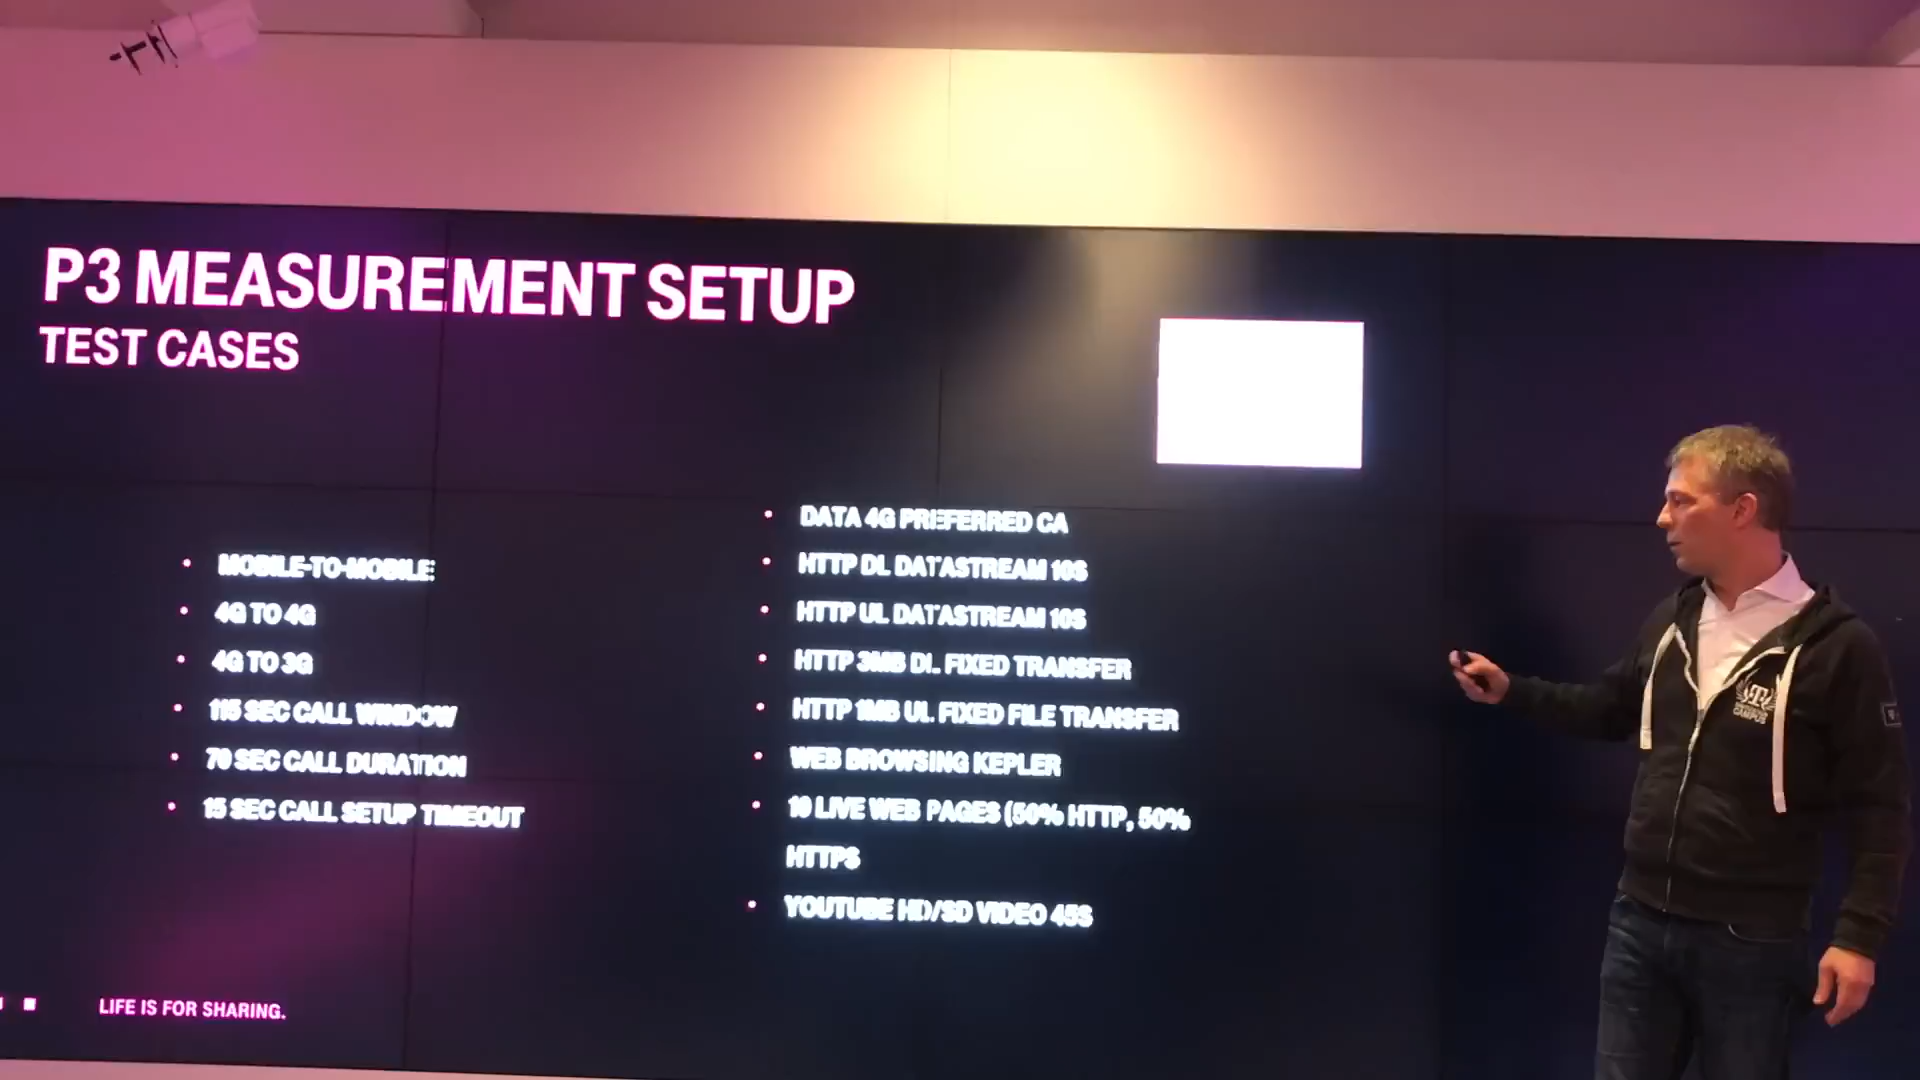 P3 MEASUREMENT SETUP
TEST CASES
MOBILE-TO-MOBILE:
4G TO 4G
4G TO 3G
115 SEC CALL WINDOW
70 SEC CALL DURATION
15 SEC CALL SETUP TIMEOUT
DATA 4G PREFERRED CA
HTTP DL DATASTREAM 10S
HTTP UL DATASTREAM 10S
HTTP 3MB DL FIXED TRANSFER
HTTP 1MB UL FIXED FILE TRANSFER
WEB BROWSING KEPLER
10 LIVE WEB PAGES (50% HTTP, 50%
HTTPS
YOUTUBE HD/SD VIDEO 45S
LIFE IS FOR SHARING.
T
CAMPUS